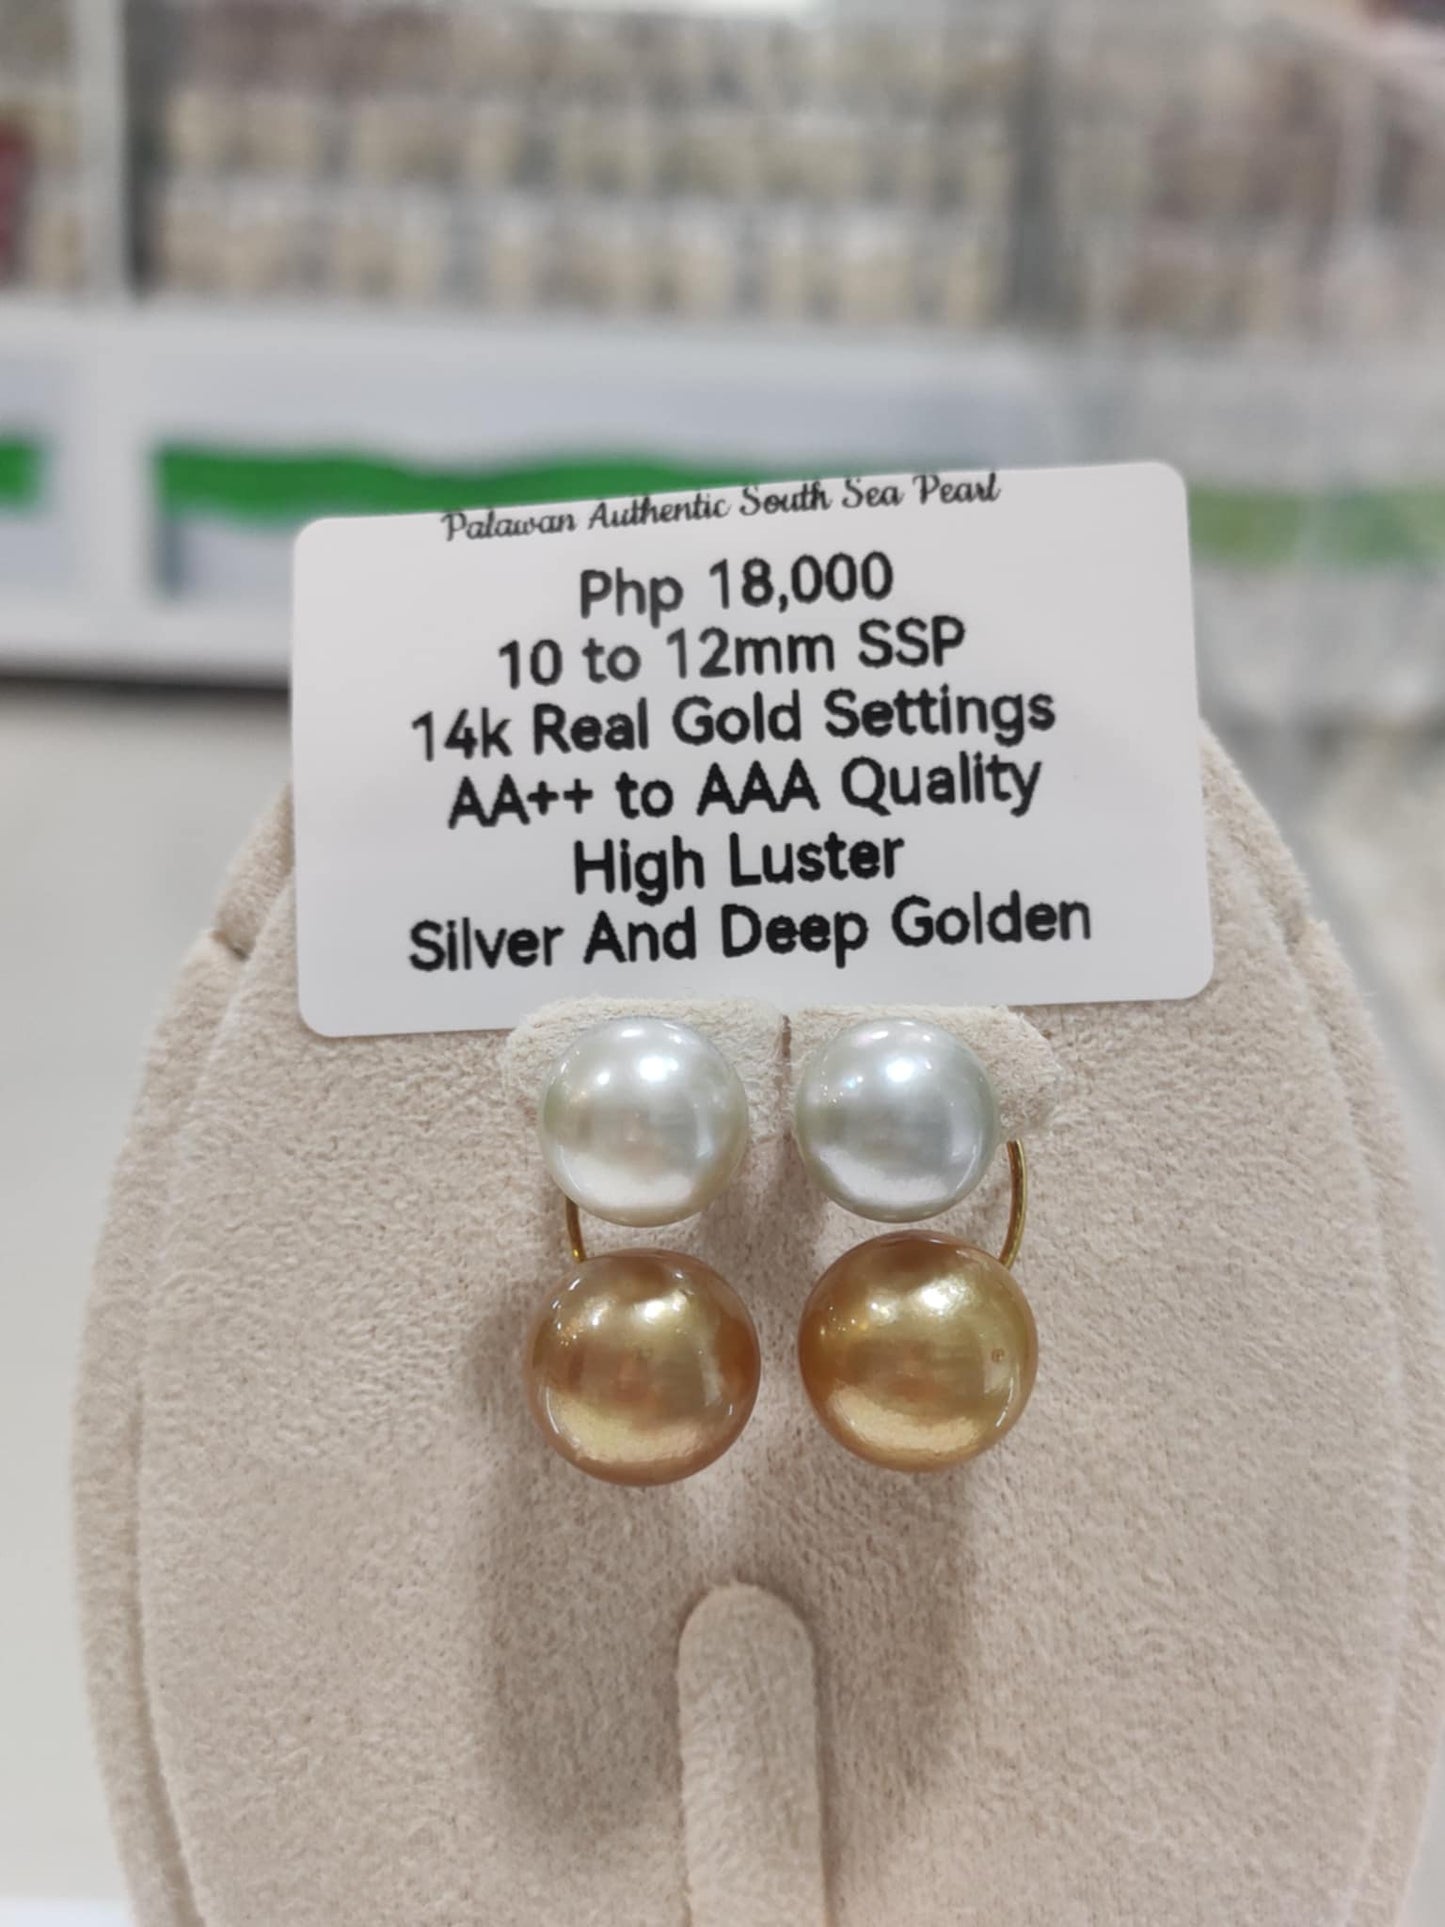 Palawan Authentic South Sea Pearl
Php 18,000
10 to 12mm SSP
14k Real Gold Settings
AA++ to AAA Quality
High Luster
Silver And Deep Golden